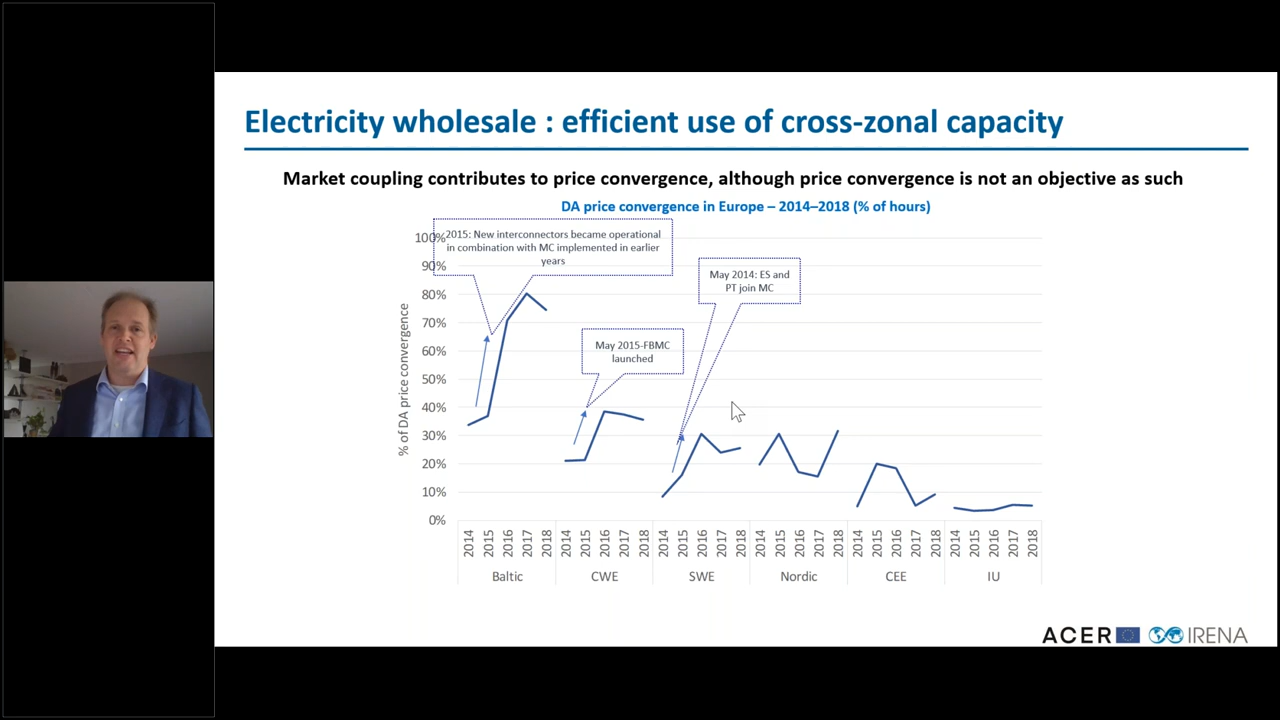 Electricity wholesale : efficient use of cross-zonal capacity
Market coupling contributes to price convergence, although price convergence is not an objective as such
DA price convergence in Europe – 2014–2018 (% of hours)
2015: New interconnectors became operational
in combination with MC implemented in earlier
years
May 2014: ES and
PT join MC
May 2015-FBMC
launched
% of DA price convergence
100%
90%
80%
70%
60%
50%
40%
30%
20%
10%
0%
2014 2015 2016 2017 2018 2014 2015 2016 2017 2018 2014 2015 2016 2017 2018 2014 2015 2016 2017 2018 2014 2015 2016 2017 2018 2014 2015 2016 2017 2018
Baltic CWE SWE Nordic CEE IU
ACER IRENA